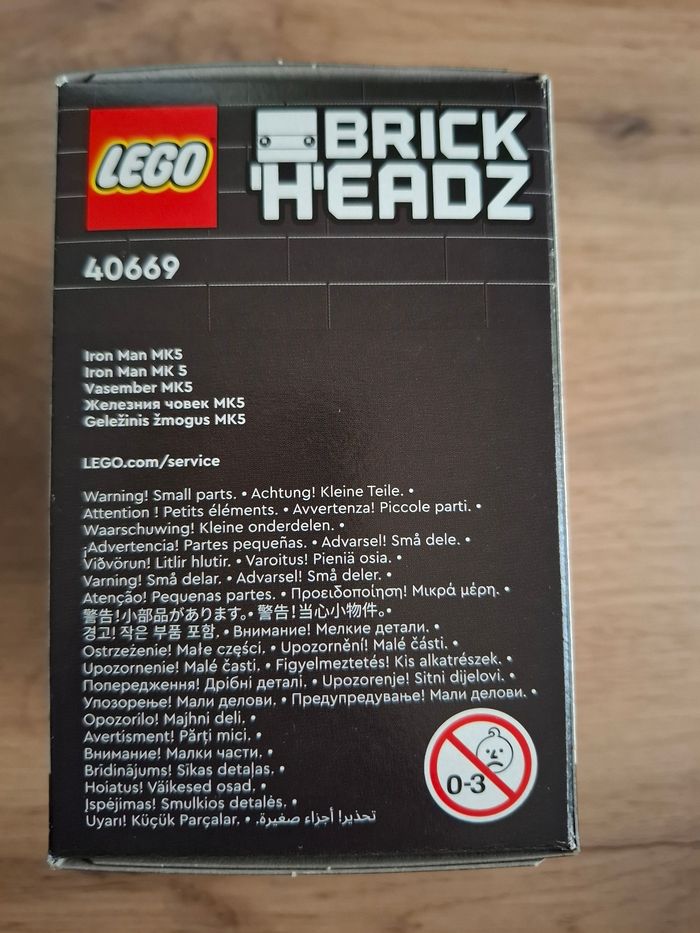 LEGO
BRICK
HEADZ
40669
Iron Man MK5
Iron Man MK 5
Vasember MK5
Железния човек MK5
Geležinis žmogus MK5
LEGO.com/service
Warning! Small parts. • Achtung! Kleine Teile. •
Attention ! Petits éléments. • Avvertenza! Piccole parti. •
Waarschuwing! Kleine onderdelen. •
¡Advertencia! Partes pequeñas. • Advarsel! Små dele. •
Viðvörun! Litlir hlutir. • Varoitus! Pieniä osia. •
Varning! Små delar. • Advarsel! Små deler. •
Atenção! Pequenas partes. • Προειδοποίηση! Μικρά μέρη. •
警告!小部品があります。• 警告!当心小物件。•
경고! 작은 부품 포함. • Внимание! Мелкие детали. •
Ostrzeżenie! Małe części. • Upozornění! Malé části. •
Upozornenie! Malé časti. • Figyelmeztetés! Kis alkatrészek. •
Попередження! Дрібні деталі. • Upozorenje! Sitni dijelovi. •
Упозорење! Мали делови. • Предупредување! Мали делови. •
Opozorilo! Majhni deli. •
Avertisment! Părți mici. •
Внимание! Малки части. •
Brīdinājums! Sīkas detaļas. •
Hoiatus! Väikesed osad. •
Įspėjimas! Smulkios detalės. •
Uyarı! Küçük Parçalar. • تحذير! أجزاء صغيرة.
0-3